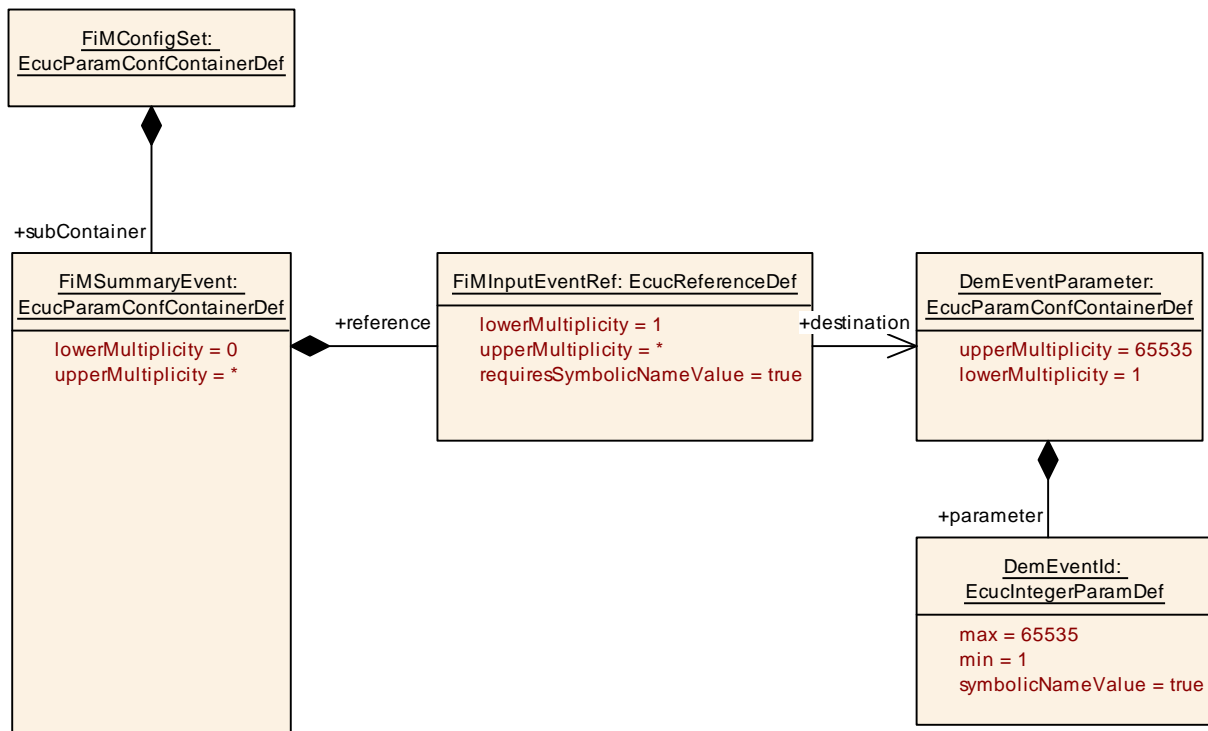 FiMConfigSet:
EcucParamConfContainerDef
+subContainer
FiMSummaryEvent:
EcucParamConfContainerDef
lowerMultiplicity = 0
upperMultiplicity = *
+reference
FiMInputEventRef: EcucReferenceDef
lowerMultiplicity = 1
upperMultiplicity = *
requiresSymbolicNameValue = true
+destination
DemEventParameter:
EcucParamConfContainerDef
upperMultiplicity = 65535
lowerMultiplicity = 1
+parameter
DemEventId:
EcucIntegerParamDef
max = 65535
min = 1
symbolicNameValue = true